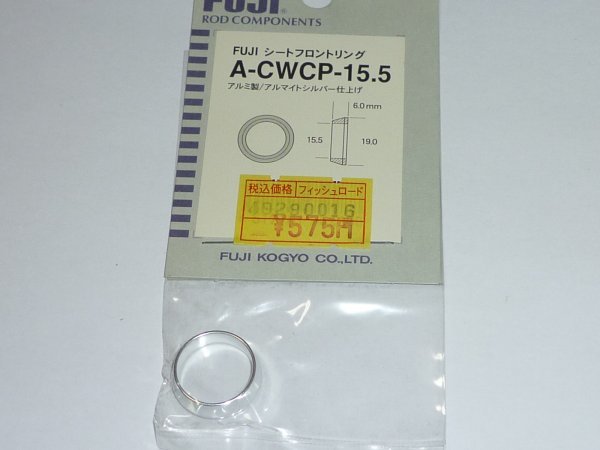 FUJI®
ROD COMPONENTS
FUJI シートフロントリング
A-CWCP-15.5
アルミ製/アルマイトシルバー仕上げ
6.0mm
15.5
19.0
税込価格 フィッシュロード
49290016
¥575円
FUJI KOGYO CO.,LTD.